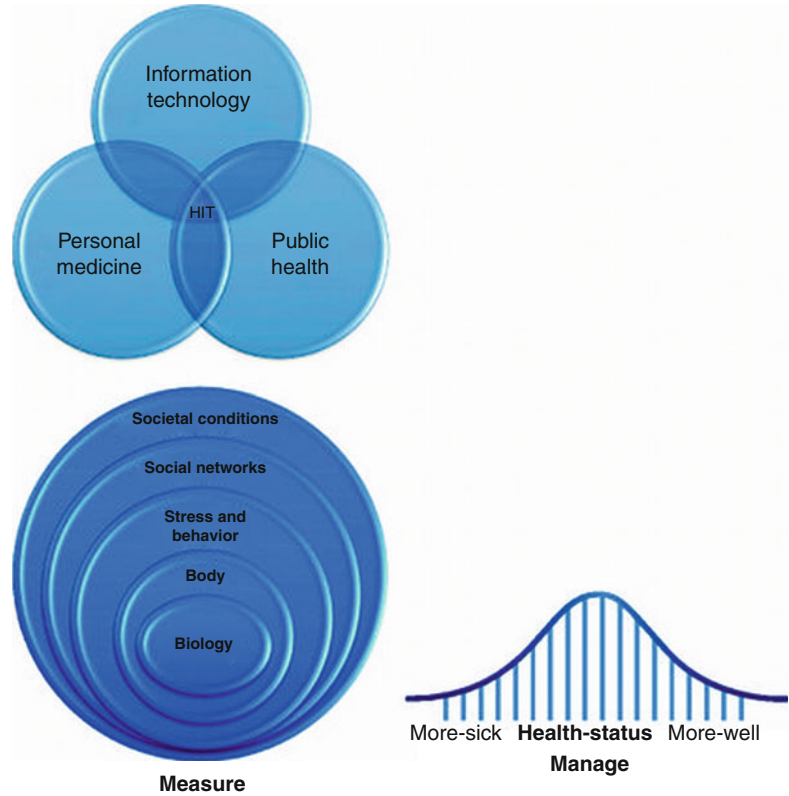 Information
technology
HIT
Personal
medicine
Public
health
Societal conditions
Social networks
Stress and
behavior
Body
Biology
Measure
More-sick Health-status More-well
Manage